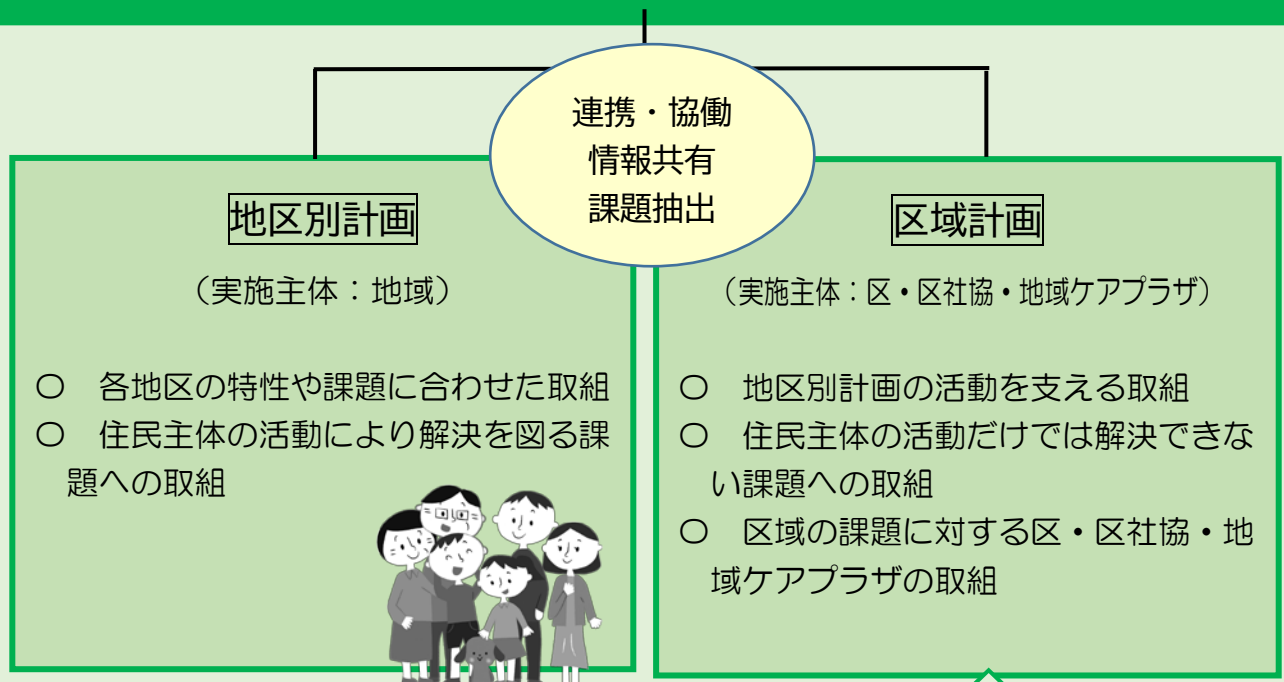 連携・協働
情報共有
課題抽出
地区別計画
（実施主体：地域）
〇　各地区の特性や課題に合わせた取組
〇　住民主体の活動により解決を図る課
題への取組
区域計画
（実施主体：区・区社協・地域ケアプラザ）
〇　地区別計画の活動を支える取組
〇　住民主体の活動だけでは解決できな
い課題への取組
〇　区域の課題に対する区・区社協・地
域ケアプラザの取組